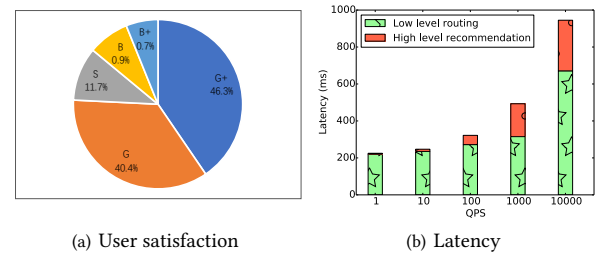 B+
0.7%
B
0.9%
S
11.7%
G+
46.3%
G
40.4%
(a) User satisfaction
Low level routing
High level recommendation
Latency (ms)
1000
800
600
400
200
0
1 10 100 1000 10000
QPS
(b) Latency